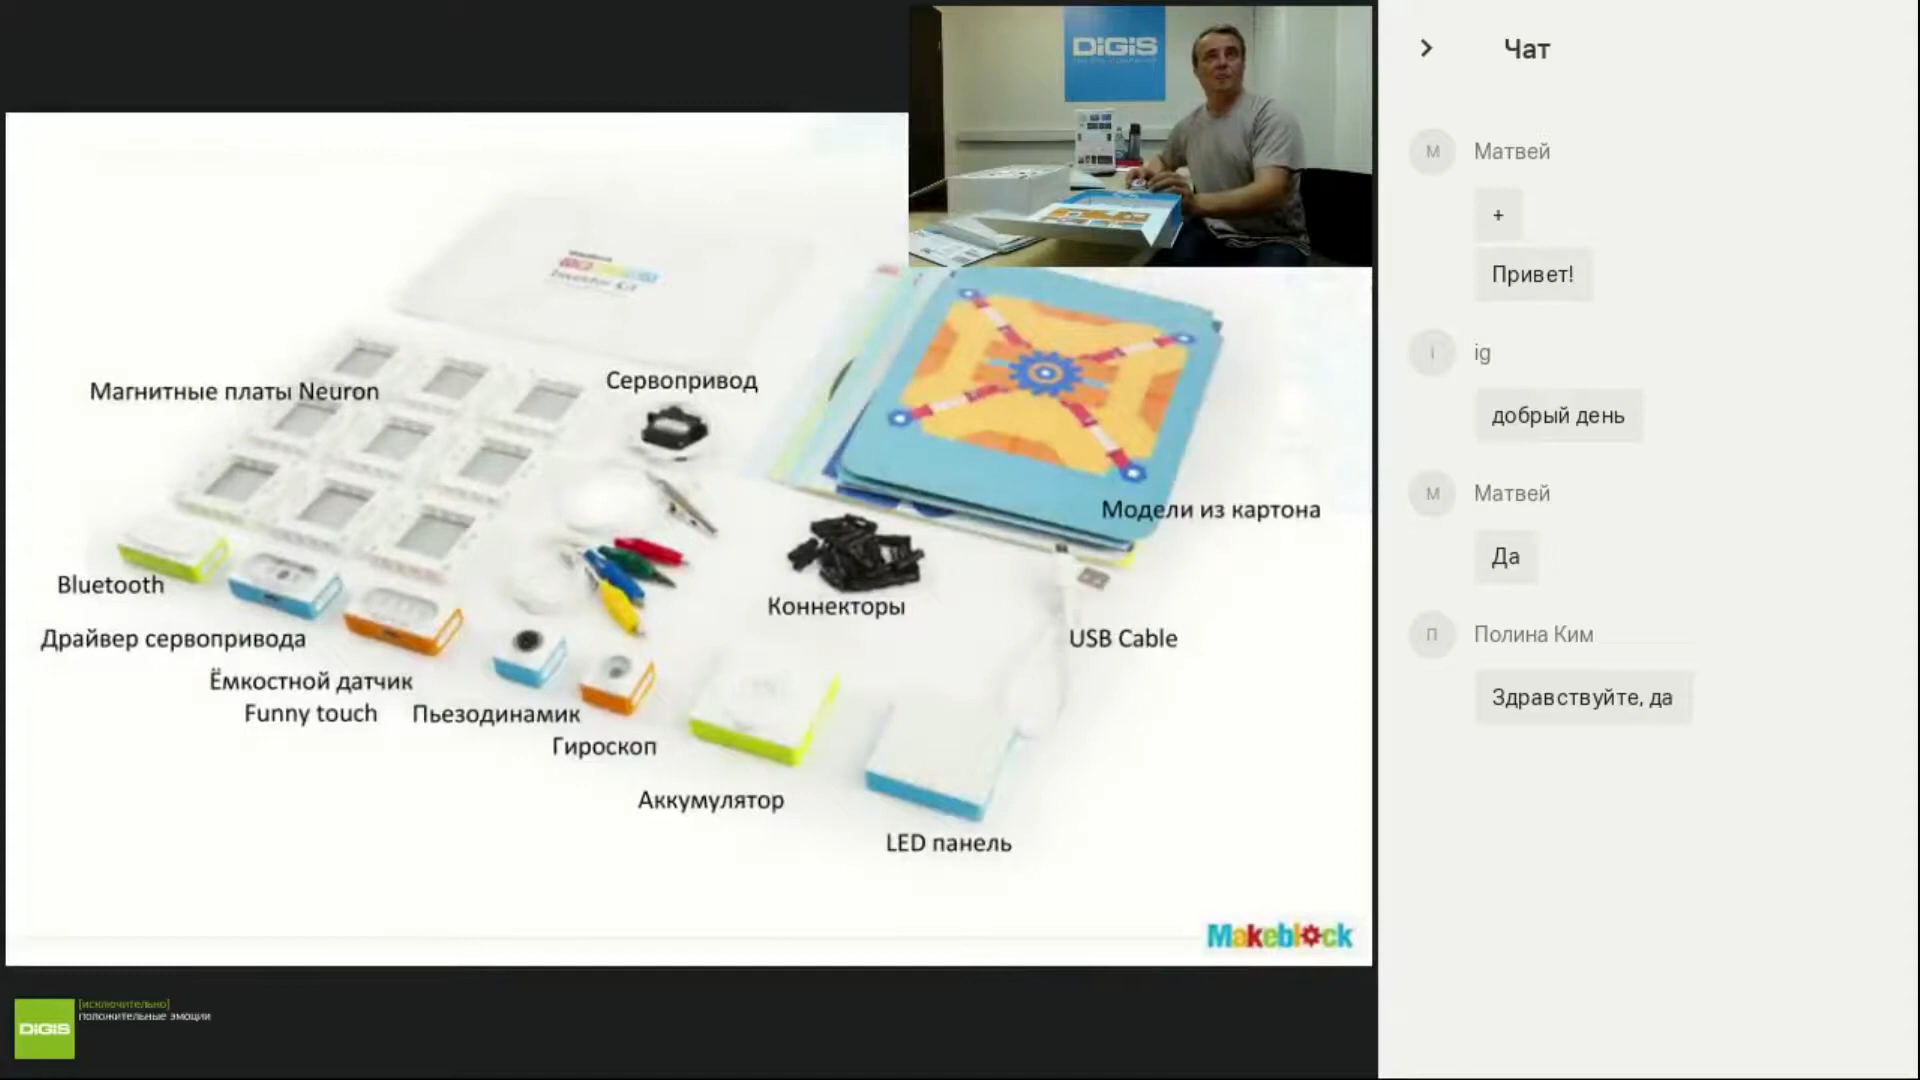 DiGiS
Inventor Kit
Магнитные платы Neuron
Сервопривод
Модели из картона
Bluetooth
Драйвер сервопривода
Коннекторы
USB Cable
Ёмкостной датчик
Funny touch
Пьезодинамик
Гироскоп
Аккумулятор
LED панель
Makeblock
DiGiS
[исключительно]
положительные эмоции
Чат
М
Матвей
+
Привет!
I
ig
добрый день
М
Матвей
Да
П
Полина Ким
Здравствуйте, да